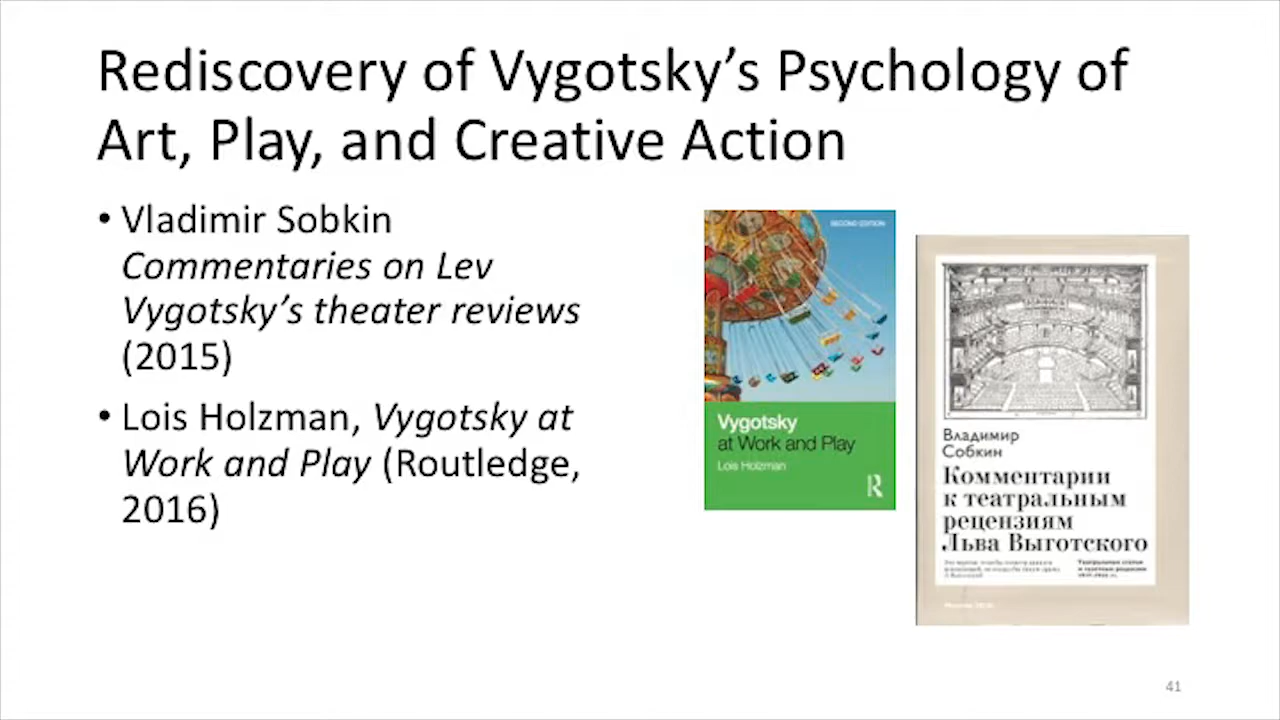 Rediscovery of Vygotsky’s Psychology of
Art, Play, and Creative Action
• Vladimir Sobkin
Commentaries on Lev
Vygotsky’s theater reviews
(2015)
• Lois Holzman, Vygotsky at
Work and Play (Routledge,
2016)
SECOND EDITION
Vygotsky
at Work and Play
Lois Holzman
R
Владимир
Собкин
Комментарии
к театральным
рецензиям
Льва Выготского
41